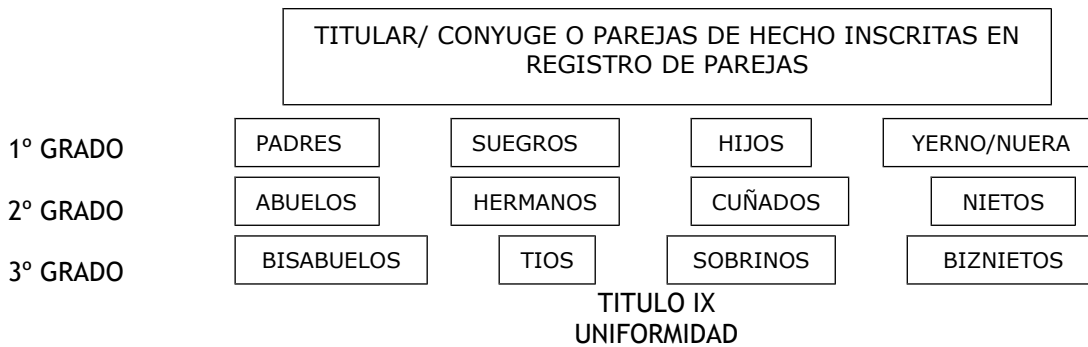 TITULAR/ CONYUGE O PAREJAS DE HECHO INSCRITAS EN
REGISTRO DE PAREJAS
1º GRADO PADRES SUEGROS HIJOS YERNO/NUERA
2º GRADO ABUELOS HERMANOS CUÑADOS NIETOS
3º GRADO BISABUELOS TIOS SOBRINOS BIZNIETOS
TITULO IX
UNIFORMIDAD